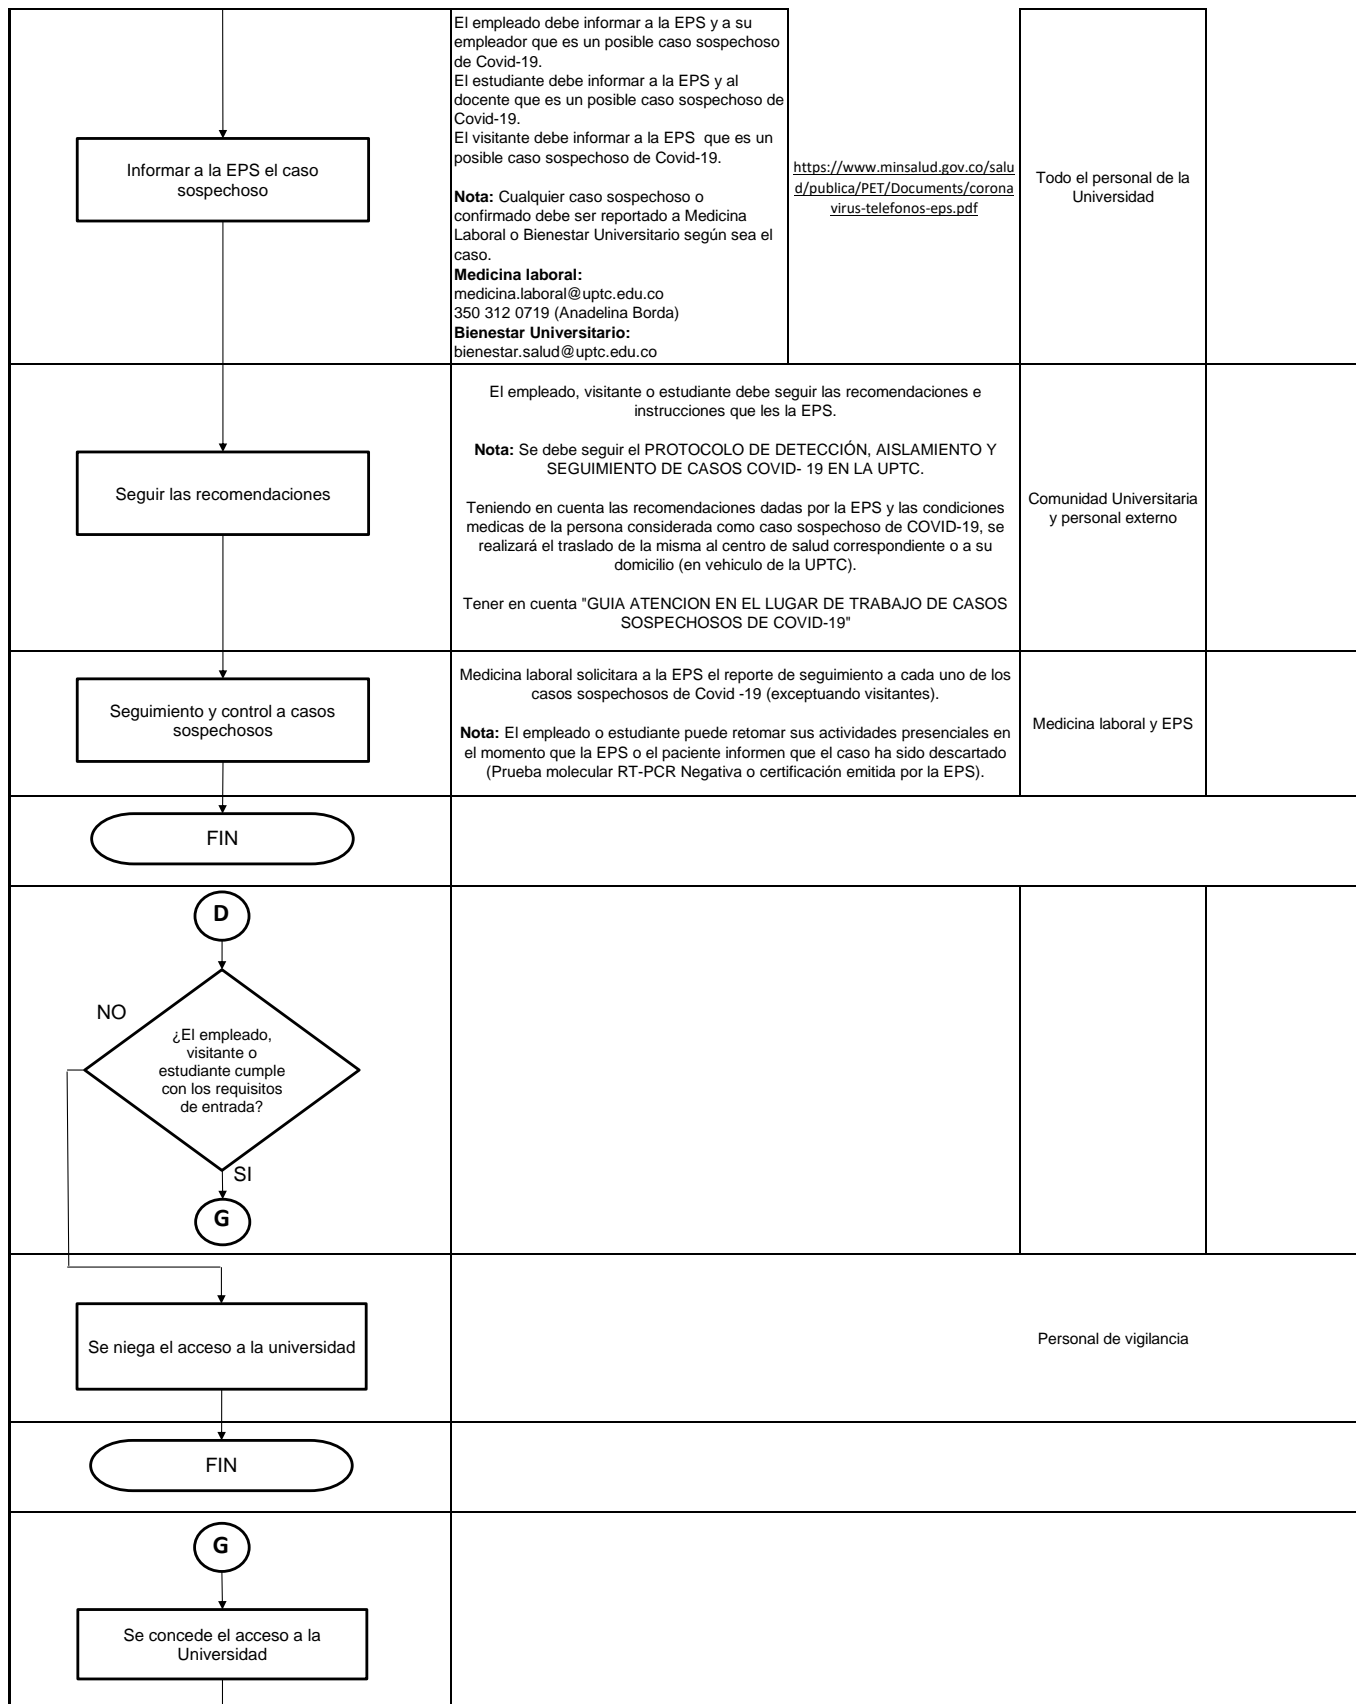 El empleado debe informar a la EPS y a su
empleador que es un posible caso sospechoso
de Covid-19.
El estudiante debe informar a la EPS y al
docente que es un posible caso sospechoso de
Covid-19.
El visitante debe informar a la EPS  que es un
posible caso sospechoso de Covid-19.
Nota: Cualquier caso sospechoso o
confirmado debe ser reportado a Medicina
Laboral o Bienestar Universitario según sea el
caso.
Medicina laboral:
medicina.laboral@uptc.edu.co
350 312 0719 (Anadelina Borda)
Bienestar Universitario:
bienestar.salud@uptc.edu.co
Informar a la EPS el caso
sospechoso
https://www.minsalud.gov.co/salu
d/publica/PET/Documents/corona
virus-telefonos-eps.pdf
Todo el personal de la
Universidad
Seguir las recomendaciones
El empleado, visitante o estudiante debe seguir las recomendaciones e
instrucciones que les la EPS.
Nota: Se debe seguir el PROTOCOLO DE DETECCIÓN, AISLAMIENTO Y
SEGUIMIENTO DE CASOS COVID- 19 EN LA UPTC.
Teniendo en cuenta las recomendaciones dadas por la EPS y las condiciones
medicas de la persona considerada como caso sospechoso de COVID-19, se
realizará el traslado de la misma al centro de salud correspondiente o a su
domicilio (en vehiculo de la UPTC).
Tener en cuenta "GUIA ATENCION EN EL LUGAR DE TRABAJO DE CASOS
SOSPECHOSOS DE COVID-19"
Comunidad Universitaria
y personal externo
Seguimiento y control a casos
sospechosos
Medicina laboral solicitara a la EPS el reporte de seguimiento a cada uno de los
casos sospechosos de Covid -19 (exceptuando visitantes).
Nota: El empleado o estudiante puede retomar sus actividades presenciales en
el momento que la EPS o el paciente informen que el caso ha sido descartado
(Prueba molecular RT-PCR Negativa o certificación emitida por la EPS).
Medicina laboral y EPS
FIN
D
NO
¿El empleado,
visitante o
estudiante cumple
con los requisitos
de entrada?
SI
G
Se niega el acceso a la universidad
Personal de vigilancia
FIN
G
Se concede el acceso a la
Universidad